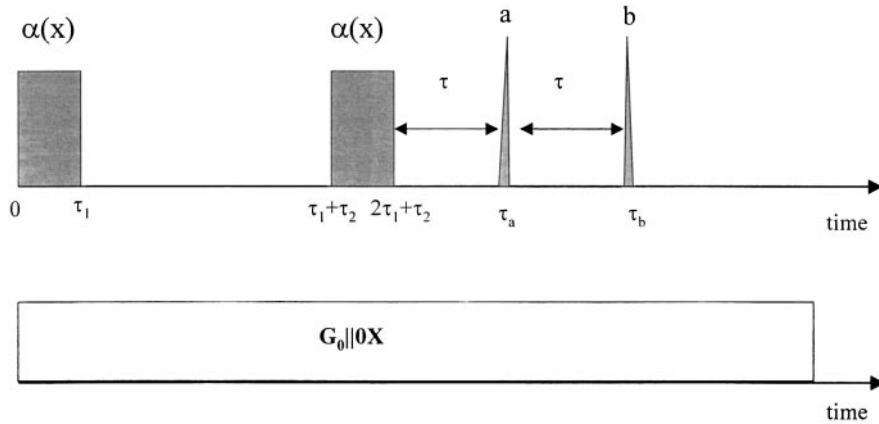 α(x) α(x) a b
τ τ
0 τ₁ τ₁+τ₂ 2τ₁+τ₂ τₐ τ_b
time
G₀||0X
time